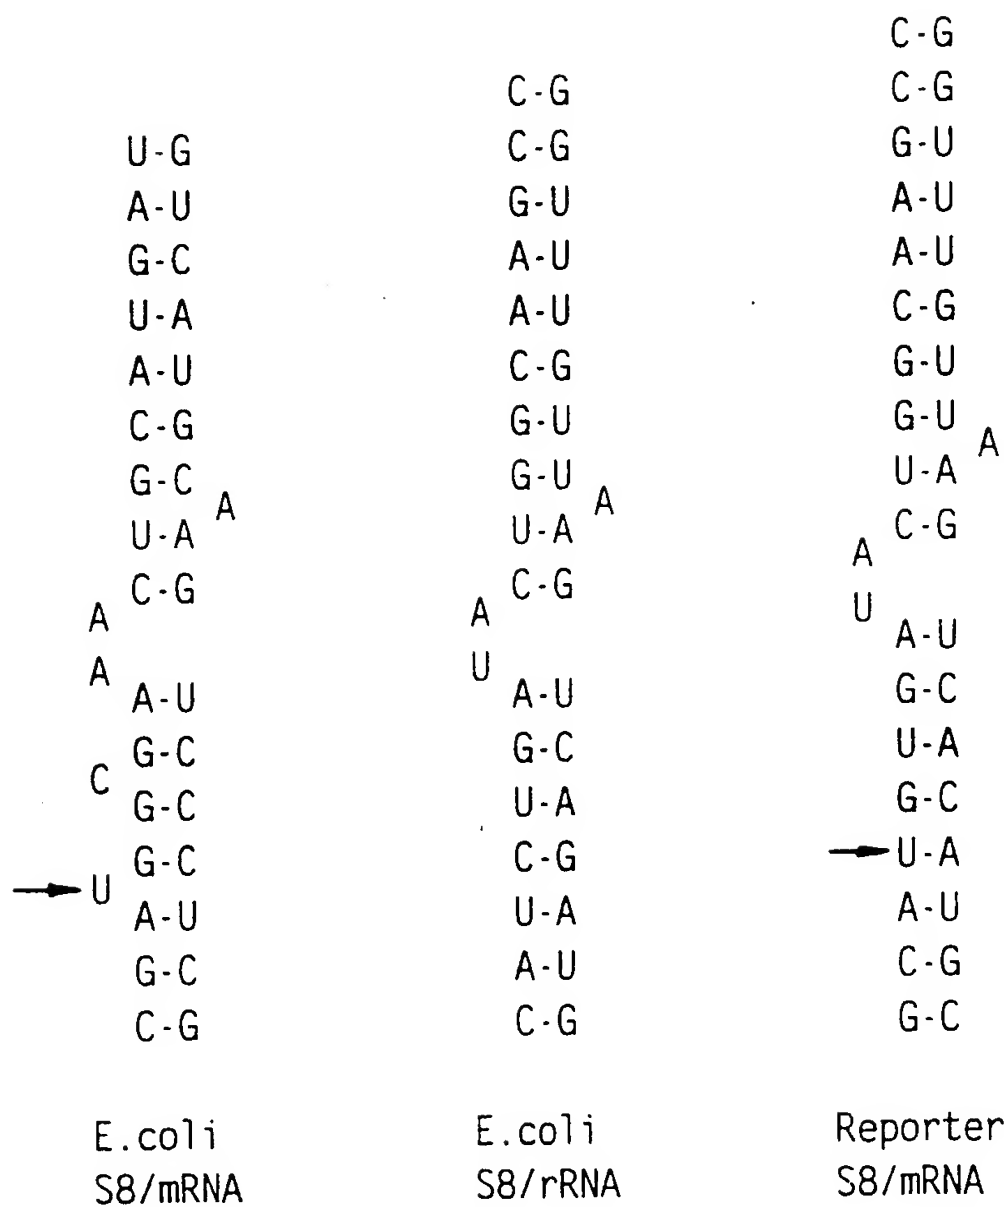 U-G
A-U
G-C
U-A
A-U
C-G
G-C
A
U-A
C-G
A
A
A-U
G-C
C
G-C
G-C
U
A-U
G-C
C-G
E.coli
S8/mRNA
C-G
C-G
G-U
A-U
A-U
C-G
G-U
G-U
A
U-A
C-G
A
U
A-U
G-C
U-A
C-G
U-A
A-U
C-G
E.coli
S8/rRNA
C-G
C-G
G-U
A-U
A-U
C-G
G-U
G-U
A
U-A
C-G
A
U
A-U
G-C
U-A
G-C
U-A
A-U
C-G
G-C
Reporter
S8/mRNA